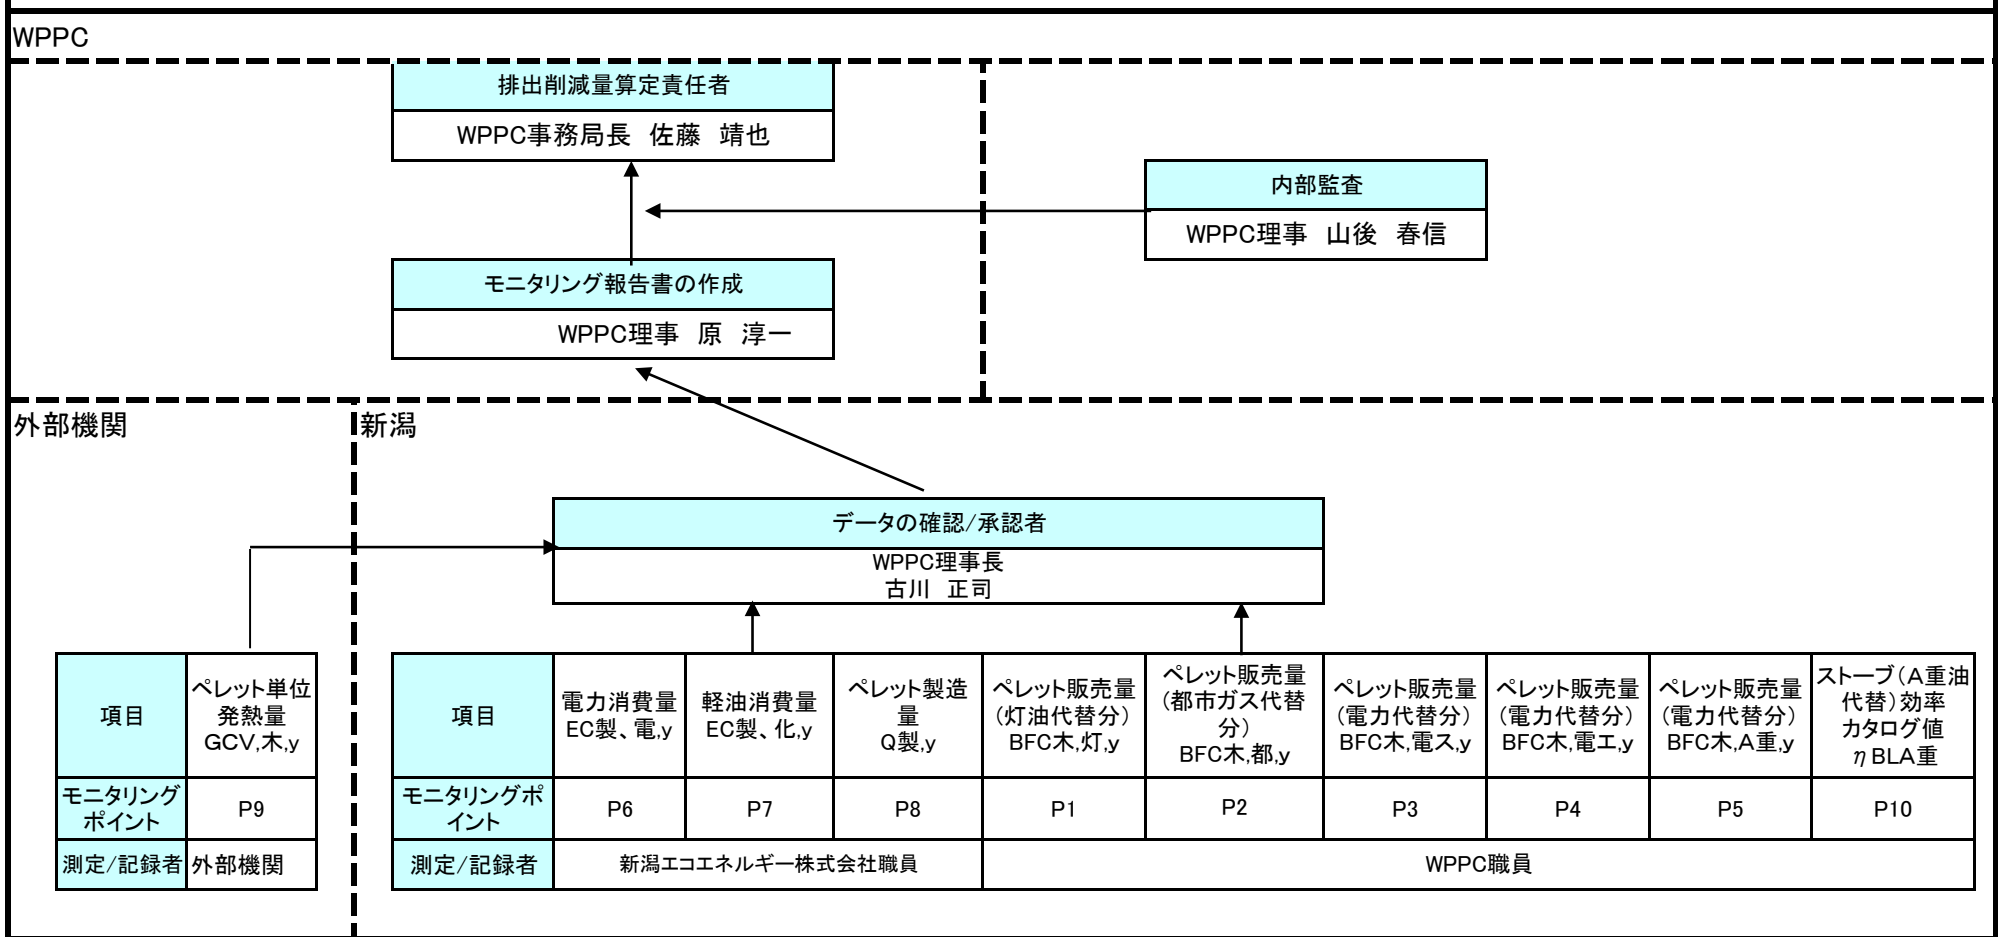 WPPC
排出削減量算定責任者
WPPC事務局長　佐藤　靖也
内部監査
WPPC理事　山後　春信
モニタリング報告書の作成
WPPC理事　原　淳一
外部機関
新潟
データの確認/承認者
WPPC理事長
古川　正司
項目
ペレット単位
発熱量
GCV,木,y
モニタリング
ポイント
P9
測定/記録者
外部機関
項目
電力消費量
EC製、電,y
軽油消費量
EC製、化,y
ペレット製造
量
Q製,y
ペレット販売量
(灯油代替分)
BFC木,灯,y
ペレット販売量
(都市ガス代替
分)
BFC木,都,y
ペレット販売量
(電力代替分)
BFC木,電ス,y
ペレット販売量
(電力代替分)
BFC木,電エ,y
ペレット販売量
(電力代替分)
BFC木,A重,y
ストーブ(A重油
代替)効率
カタログ値
η BLA重
モニタリングポ
イント
P6
P7
P8
P1
P2
P3
P4
P5
P10
測定/記録者
新潟エコエネルギー株式会社職員
WPPC職員